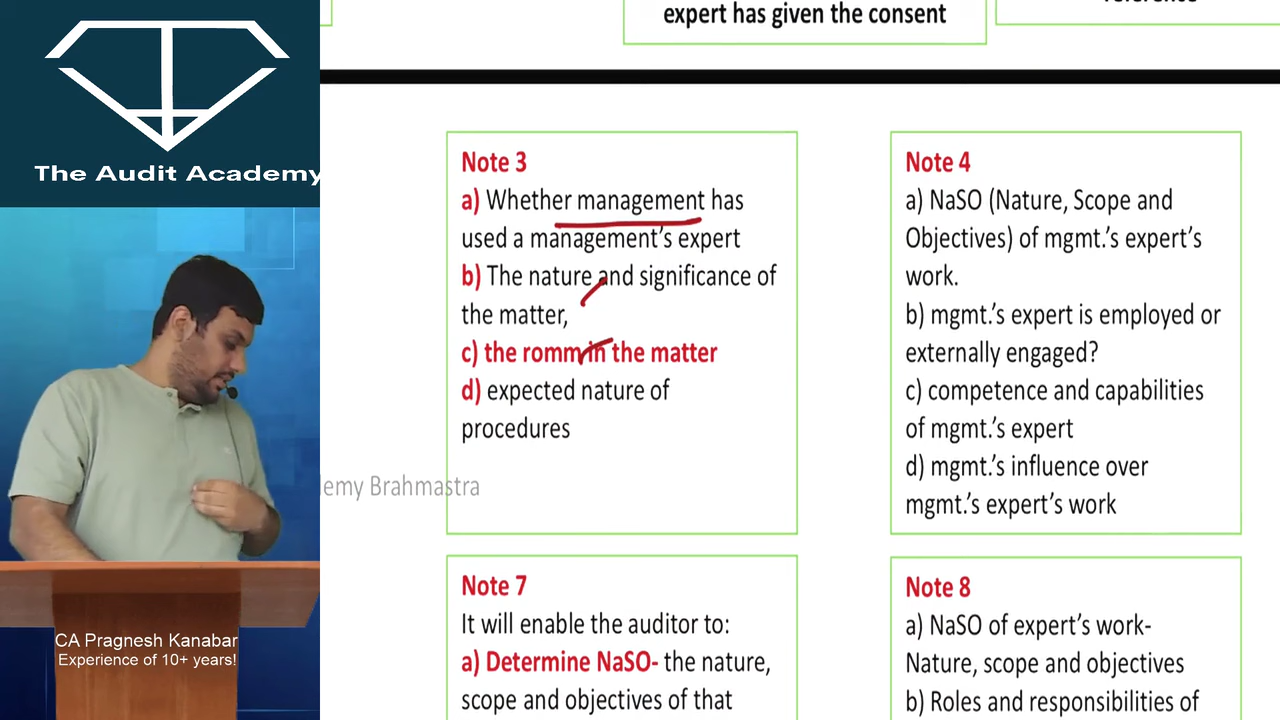 expert has given the consent
The Audit Academy
Note 3
a) Whether management has
used a management's expert
b) The nature and significance of
the matter,
c) the romm in the matter
d) expected nature of
procedures
Note 4
a) NaSO (Nature, Scope and
Objectives) of mgmt.'s expert's
work.
b) mgmt.'s expert is employed or
externally engaged?
c) competence and capabilities
of mgmt.'s expert
d) mgmt.'s influence over
mgmt.'s expert's work
Brahmastra
Note 7
It will enable the auditor to:
a) Determine NaSO- the nature,
scope and objectives of that
Note 8
a) NaSO of expert's work-
Nature, scope and objectives
b) Roles and responsibilities of
CA Pragnesh Kanabar
Experience of 10+ years!